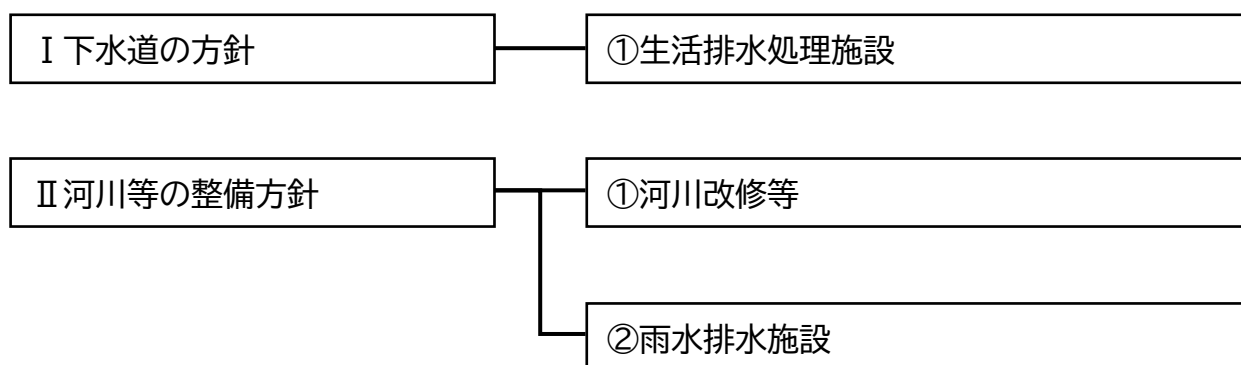 Ⅰ下水道の方針
①生活排水処理施設
Ⅱ河川等の整備方針
①河川改修等
②雨水排水施設